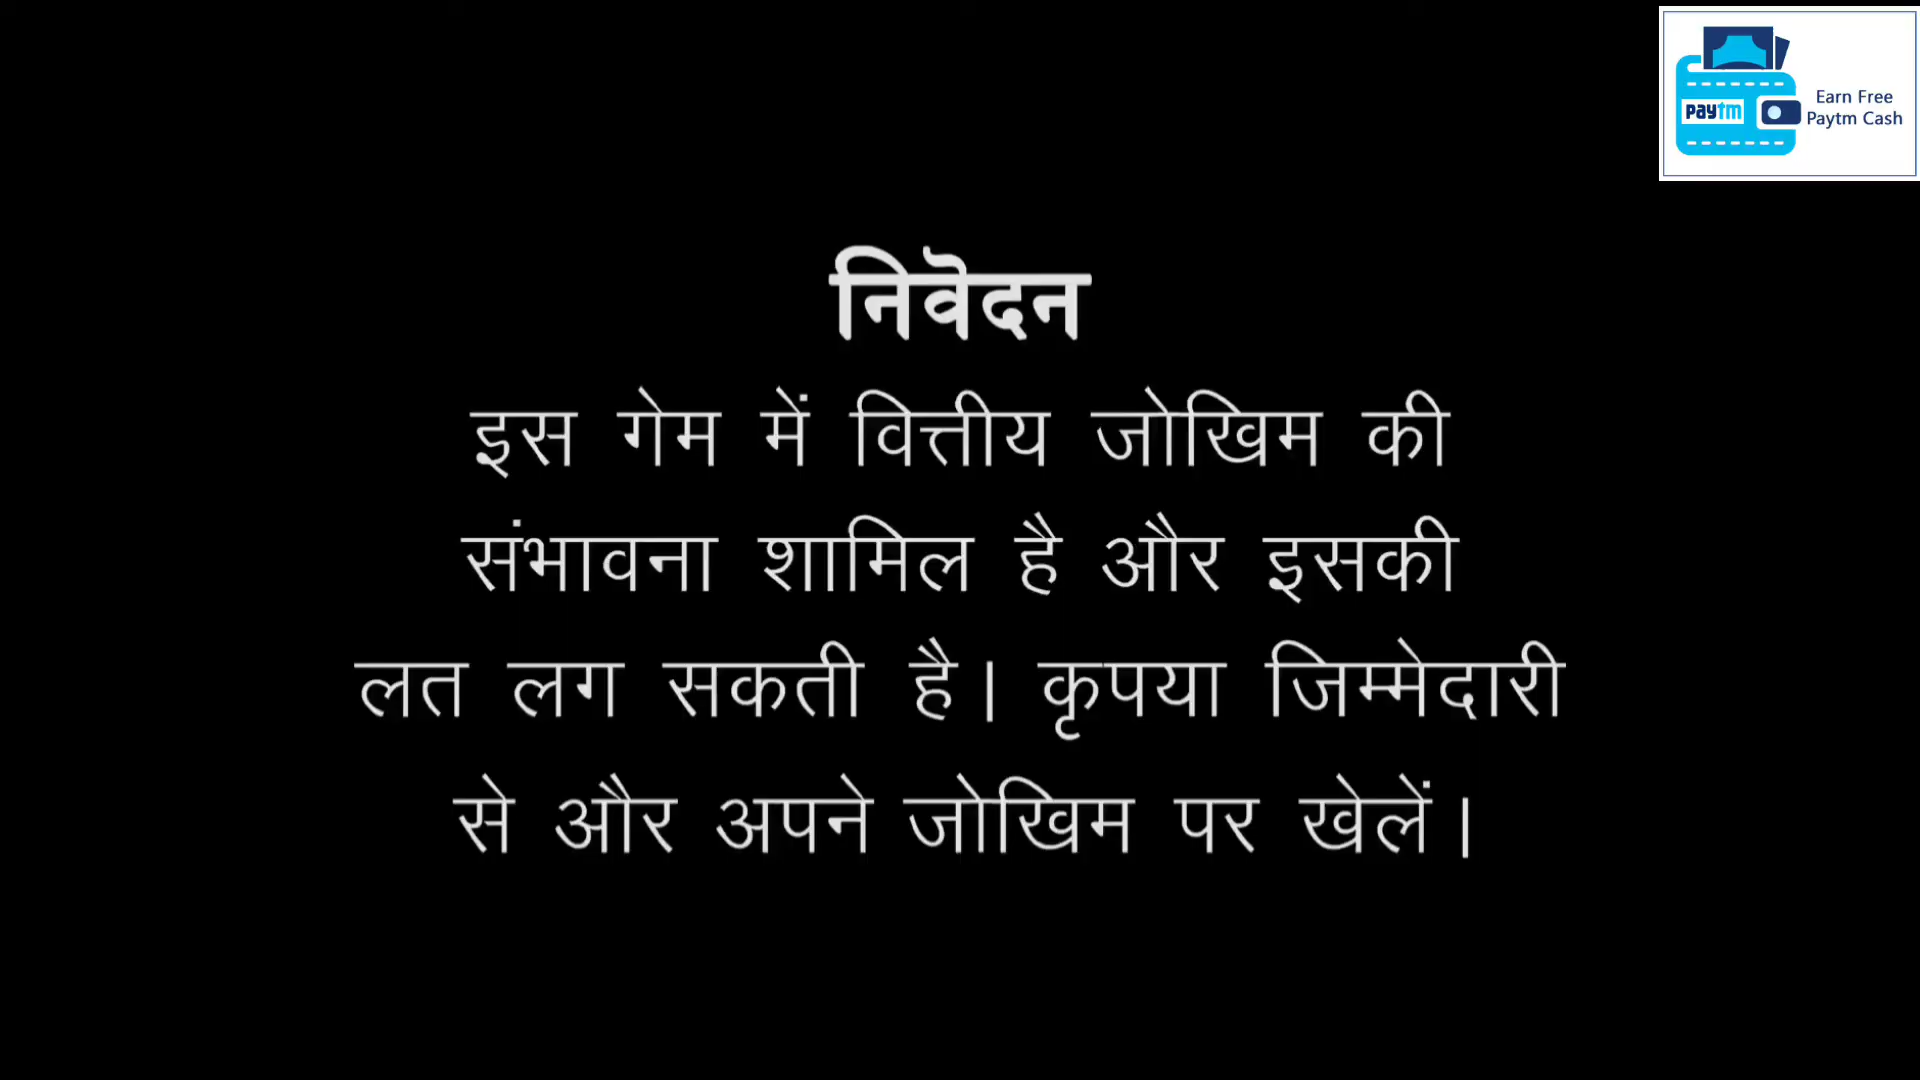 paytm
Earn Free
Paytm Cash
निवॆदन
इस गेम में वित्तीय जोखिम की
संभावना शामिल है और इसकी
लत लग सकती है। कृपया जिम्मेदारी
से और अपने जोखिम पर खेलें।